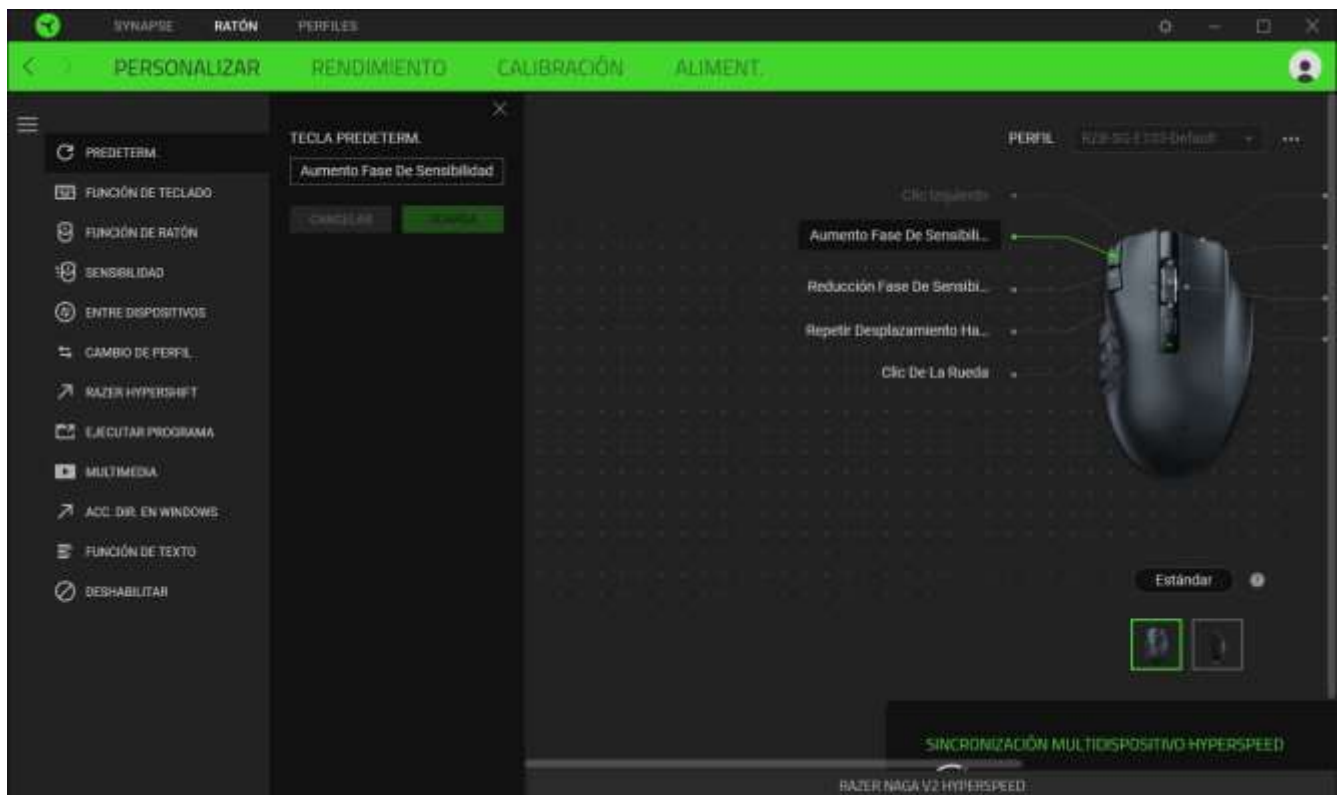 SYNAPSE RATÓN PERFILES
PERSONALIZAR RENDIMIENTO CALIBRACIÓN ALIMENT.
PREDETERM.
FUNCIÓN DE TECLADO
FUNCIÓN DE RATÓN
SENSIBILIDAD
ENTRE DISPOSITIVOS
CAMBIO DE PERFIL
RAZER HYPERSHIFT
EJECUTAR PROGRAMA
MULTIMEDIA
ACC. DIR. EN WINDOWS
FUNCIÓN DE TEXTO
DESHABILITAR
TECLA PREDETERM.
Aumento Fase De Sensibilidad
CANCELAR
PERFIL
Clic Izquierdo
Aumento Fase De Sensibili...
Reducción Fase De Sensibi...
Repetir Desplazamiento Ha...
Clic De La Rueda
Estándar
SINCRONIZACIÓN MULTIDISPOSITIVO HYPERSPEED
RAZER NAGA V2 HYPERSPEED